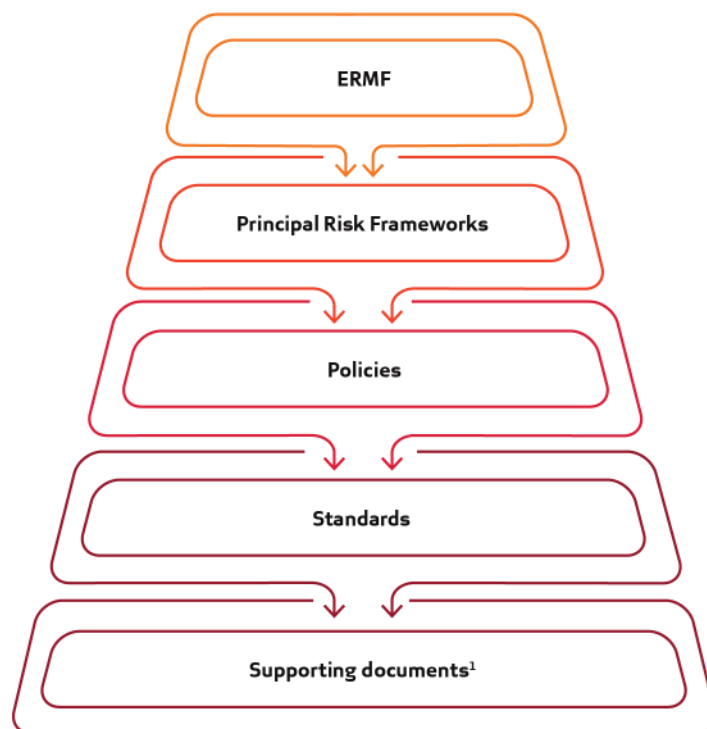 ERMF
Principal Risk Frameworks
Policies
Standards
Supporting documents¹